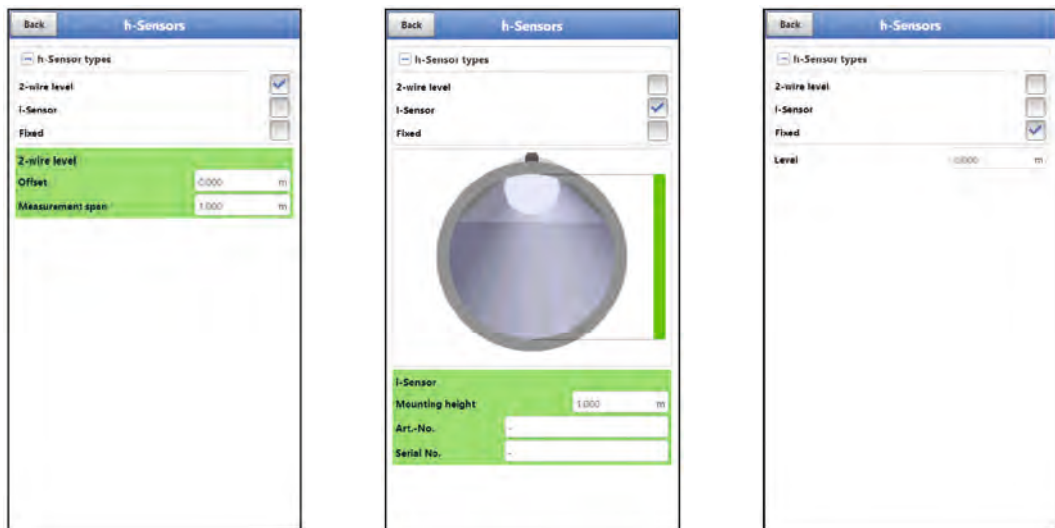 Back h-Sensors
h-Sensor types
2-wire level
i-Sensor
Fixed
2-wire level
Offset 0.000 m
Measurement span 1.000 m
Back h-Sensors
h-Sensor types
2-wire level
i-Sensor
Fixed
i-Sensor
Mounting height 1.000 m
Art.-No. -
Serial No. -
Back h-Sensors
h-Sensor types
2-wire level
i-Sensor
Fixed
Level 0.000 m